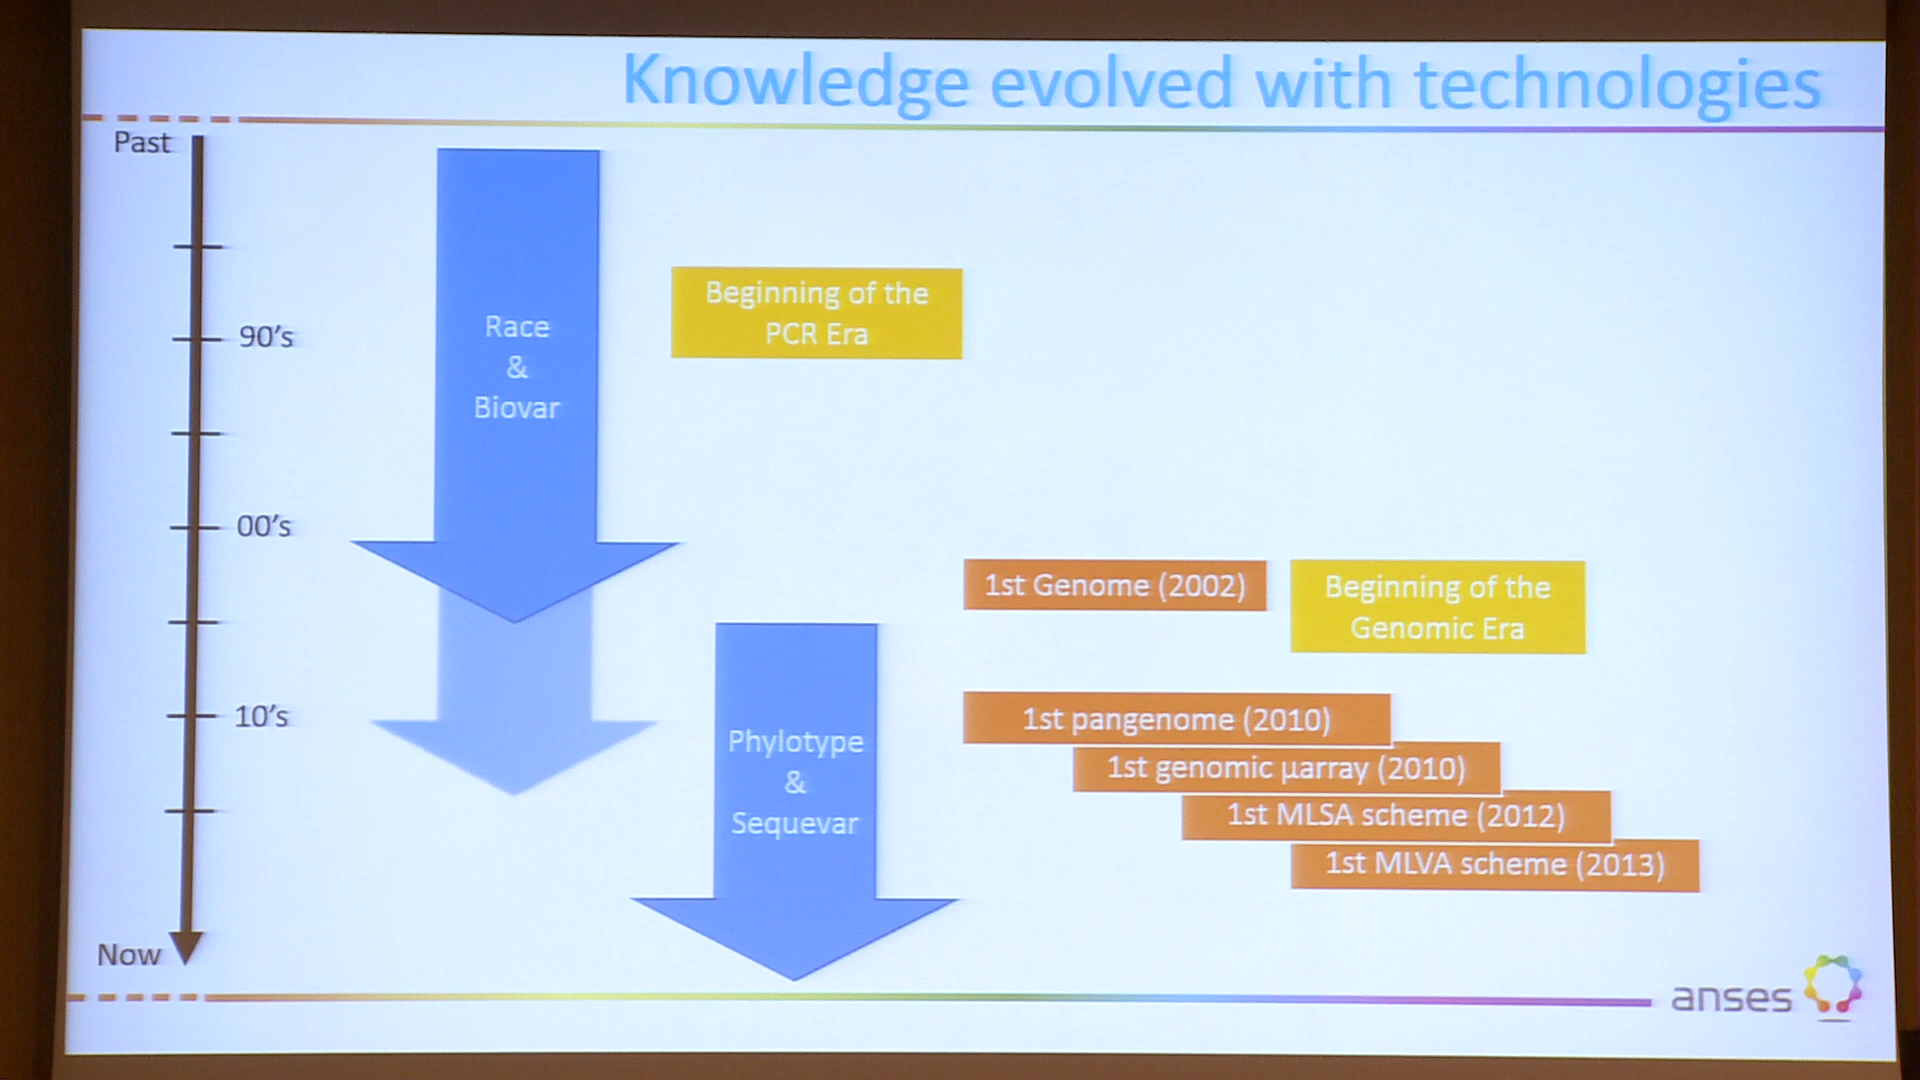 Knowledge evolved with technologies
Past
90's
00's
10's
Now
Race
&
Biovar
Beginning of the
PCR Era
Phylotype
&
Sequevar
1st Genome (2002)
Beginning of the
Genomic Era
1st pangenome (2010)
1st genomic µarray (2010)
1st MLSA scheme (2012)
1st MLVA scheme (2013)
anses